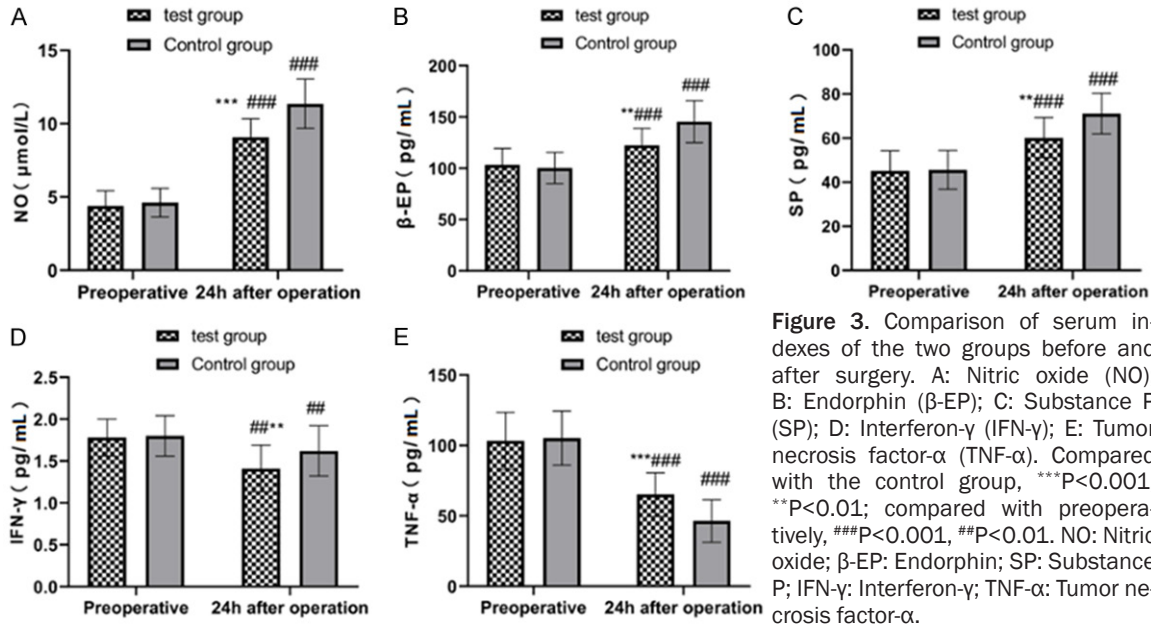 A
test group
Control group
NO ( μmol/L )
15
10
5
0
***
###
###
Preoperative
24h after operation
B
test group
Control group
β-EP ( pg/mL )
200
150
100
50
0
**###
###
Preoperative
24h after operation
C
test group
Control group
SP ( pg/mL )
100
80
60
40
20
0
**###
###
Preoperative
24h after operation
D
test group
Control group
IFN-γ ( pg/mL )
2.5
2.0
1.5
1.0
0.5
0.0
##**
##
Preoperative
24h after operation
E
test group
Control group
TNF-α ( pg/mL )
150
100
50
0
***###
###
Preoperative
24h after operation
Figure 3. Comparison of serum in-
dexes of the two groups before and
after surgery. A: Nitric oxide (NO)
B: Endorphin (β-EP); C: Substance P
(SP); D: Interferon-γ (IFN-γ); E: Tumor
necrosis factor-α (TNF-α). Compared
with the control group, ***P<0.001
**P<0.01; compared with preopera-
tively, ###P<0.001, ##P<0.01. NO: Nitric
oxide; β-EP: Endorphin; SP: Substance
P; IFN-γ: Interferon-γ; TNF-α: Tumor ne-
crosis factor-α.